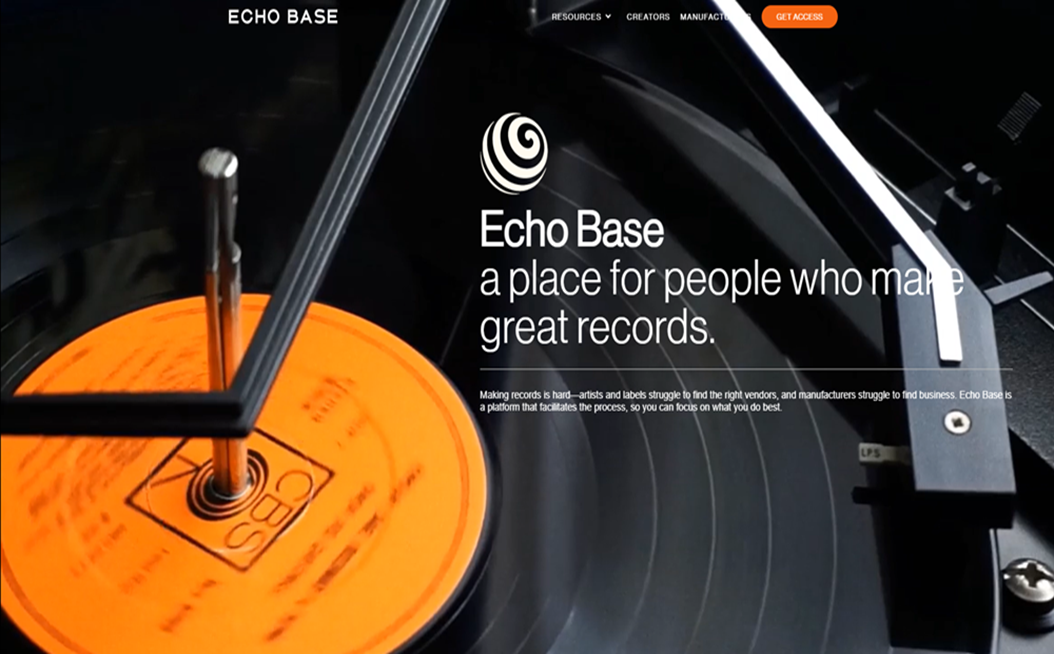 ECHO BASE
RESOURCES
CREATORS
GET ACCESS
Echo Base
a place for people who make
great records.
Making records is hard—artists and labels struggle to find the right vendors, and manufacturers struggle to find business. Echo Base is
a platform that facilitates the process, so you can focus on what you do best.
LPS
CBS